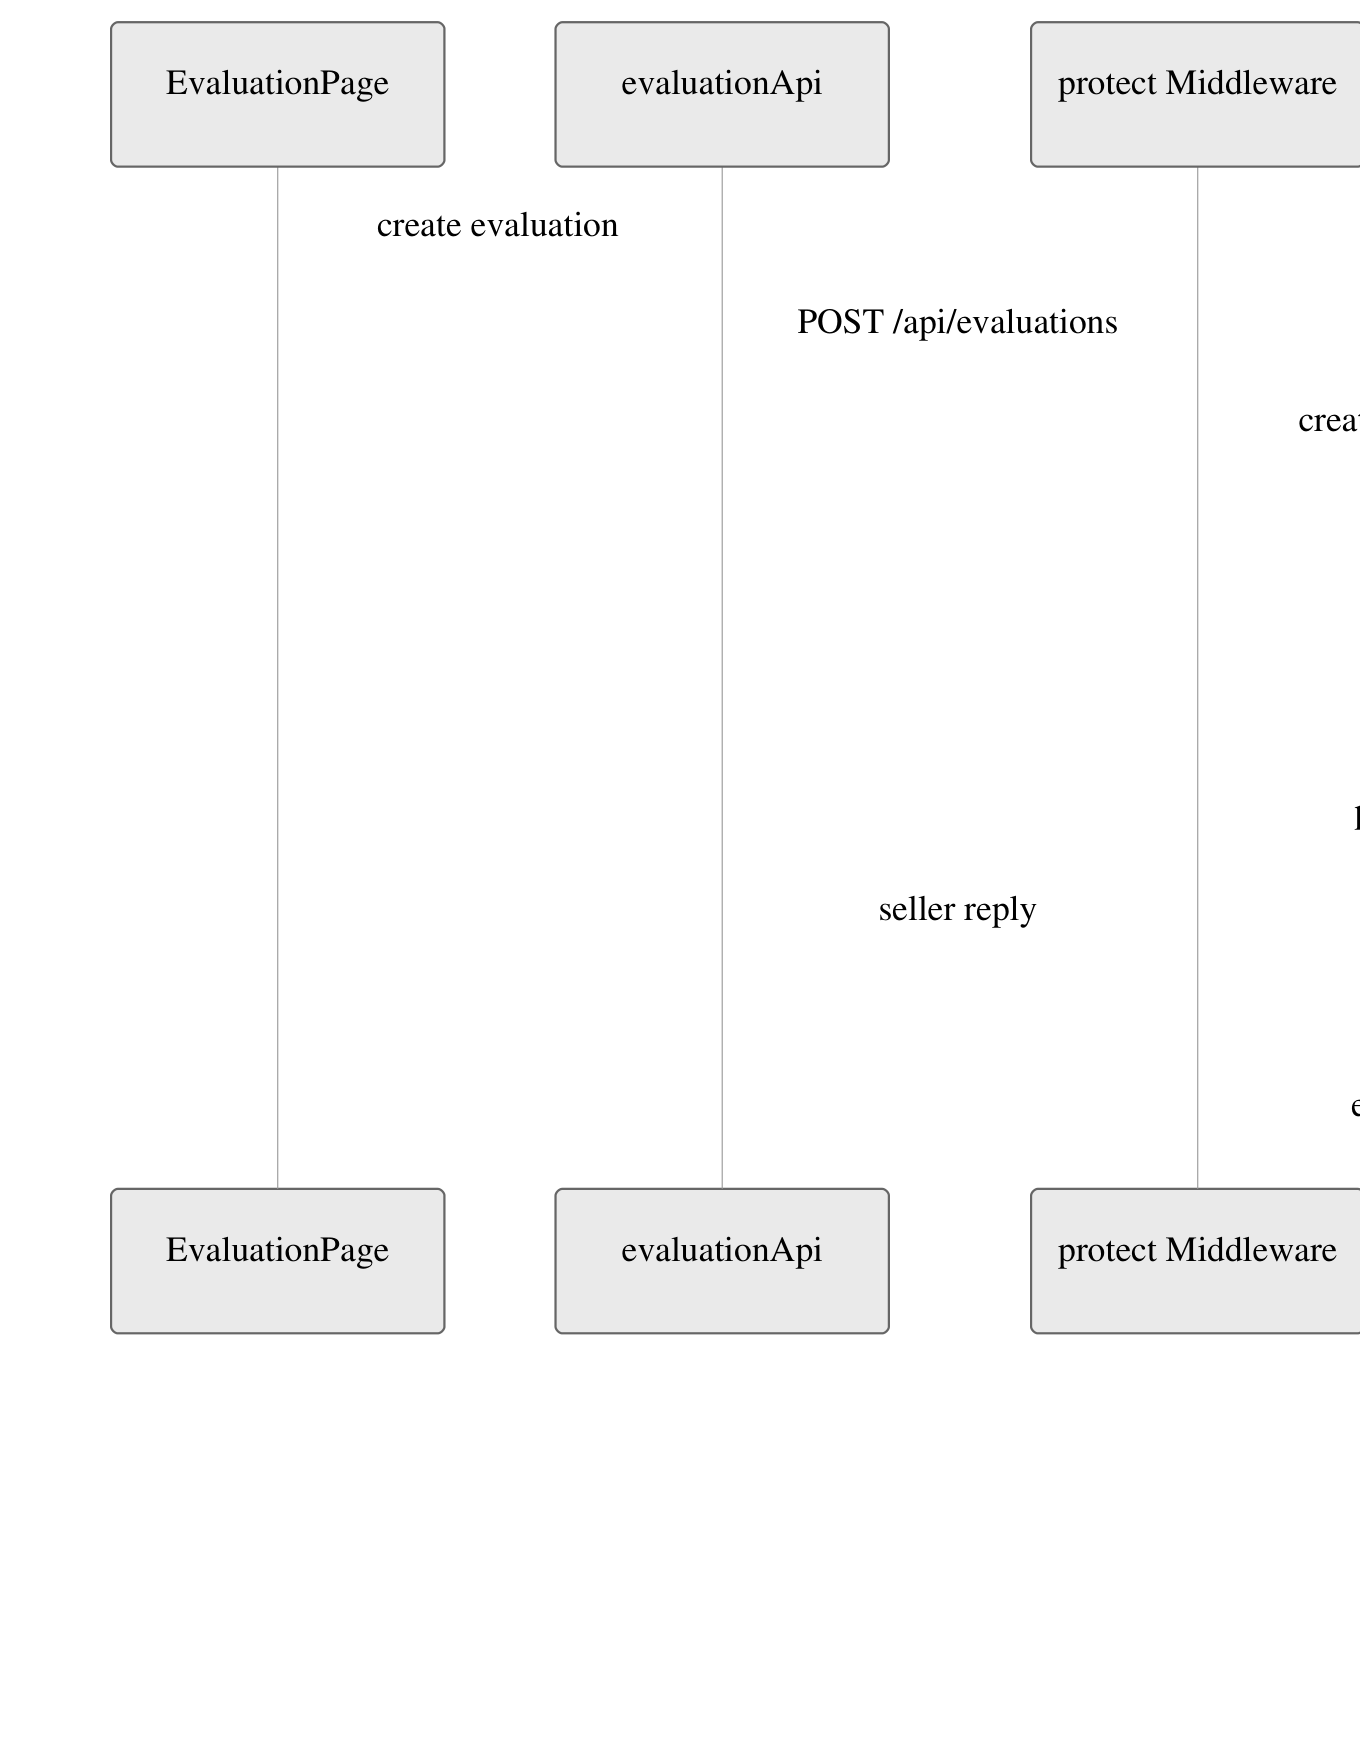 EvaluationPage
evaluationApi
protect Middleware
create evaluation
POST /api/evaluations
seller reply
EvaluationPage
evaluationApi
protect Middleware